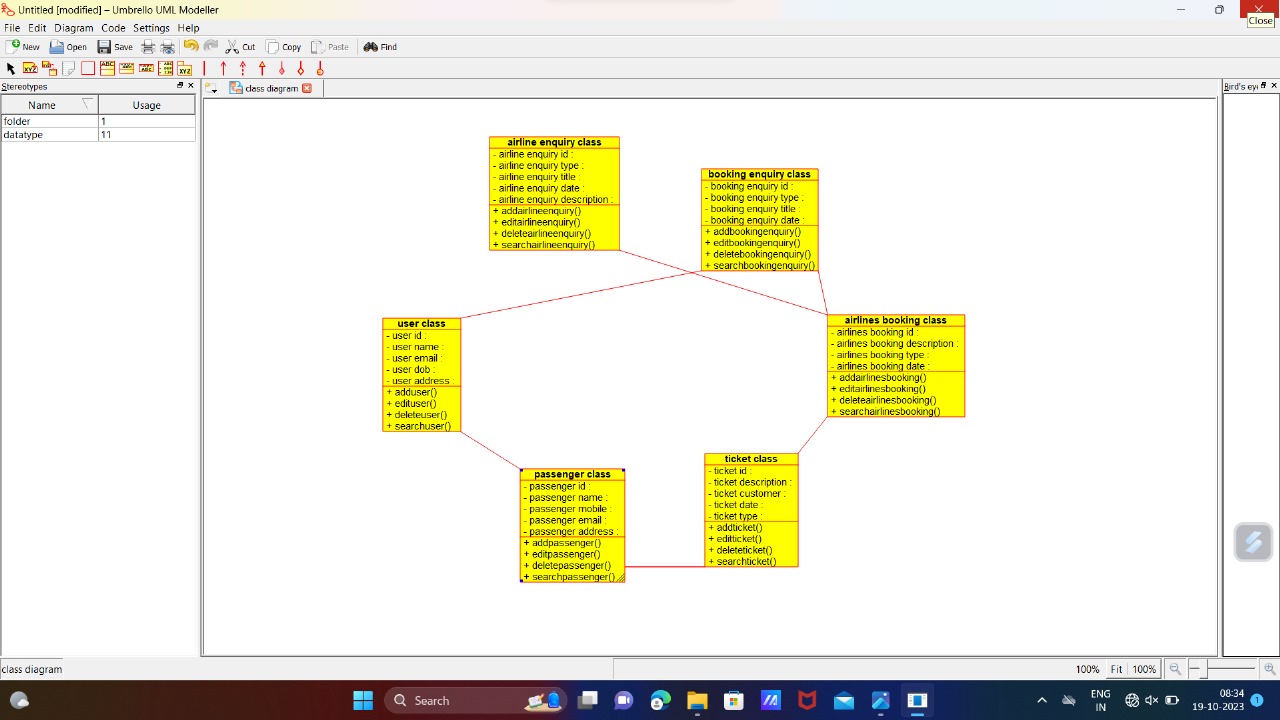 Untitled [modified] – Umbrello UML Modeller
Close
File Edit Diagram Code Settings Help
New Open Save Cut Copy Paste Find
Stereotypes
class diagram
Bird's eye
Name Usage
folder 1
datatype 11
airline enquiry class
- airline enquiry id :
- airline enquiry type :
- airline enquiry title :
- airline enquiry date :
- airline enquiry description :
+ addairlineenquiry()
+ editairlineenquiry()
+ deleteairlineenquiry()
+ searchairlineenquiry()
booking enquiry class
- booking enquiry id :
- booking enquiry type :
- booking enquiry title :
- booking enquiry date :
+ addbookingenquiry()
+ editbookingenquiry()
+ deletebookingenquiry()
+ searchbookingenquiry()
user class
- user id :
- user name :
- user email :
- user dob :
- user address :
+ adduser()
+ edituser()
+ deleteuser()
+ searchuser()
airlines booking class
- airlines booking id :
- airlines booking description :
- airlines booking type :
- airlines booking date :
+ addairlinesbooking()
+ editairlinesbooking()
+ deleteairlinesbooking()
+ searchairlinesbooking()
passenger class
- passenger id :
- passenger name :
- passenger mobile :
- passenger email :
- passenger address :
+ addpassenger()
+ editpassenger()
+ deletepassenger()
+ searchpassenger()
ticket class
- ticket id :
- ticket description :
- ticket customer :
- ticket date :
- ticket type :
+ addticket()
+ editticket()
+ deleteticket()
+ searchticket()
class diagram
100% Fit 100%
Search
ENG
IN
08:34
19-10-2023
1